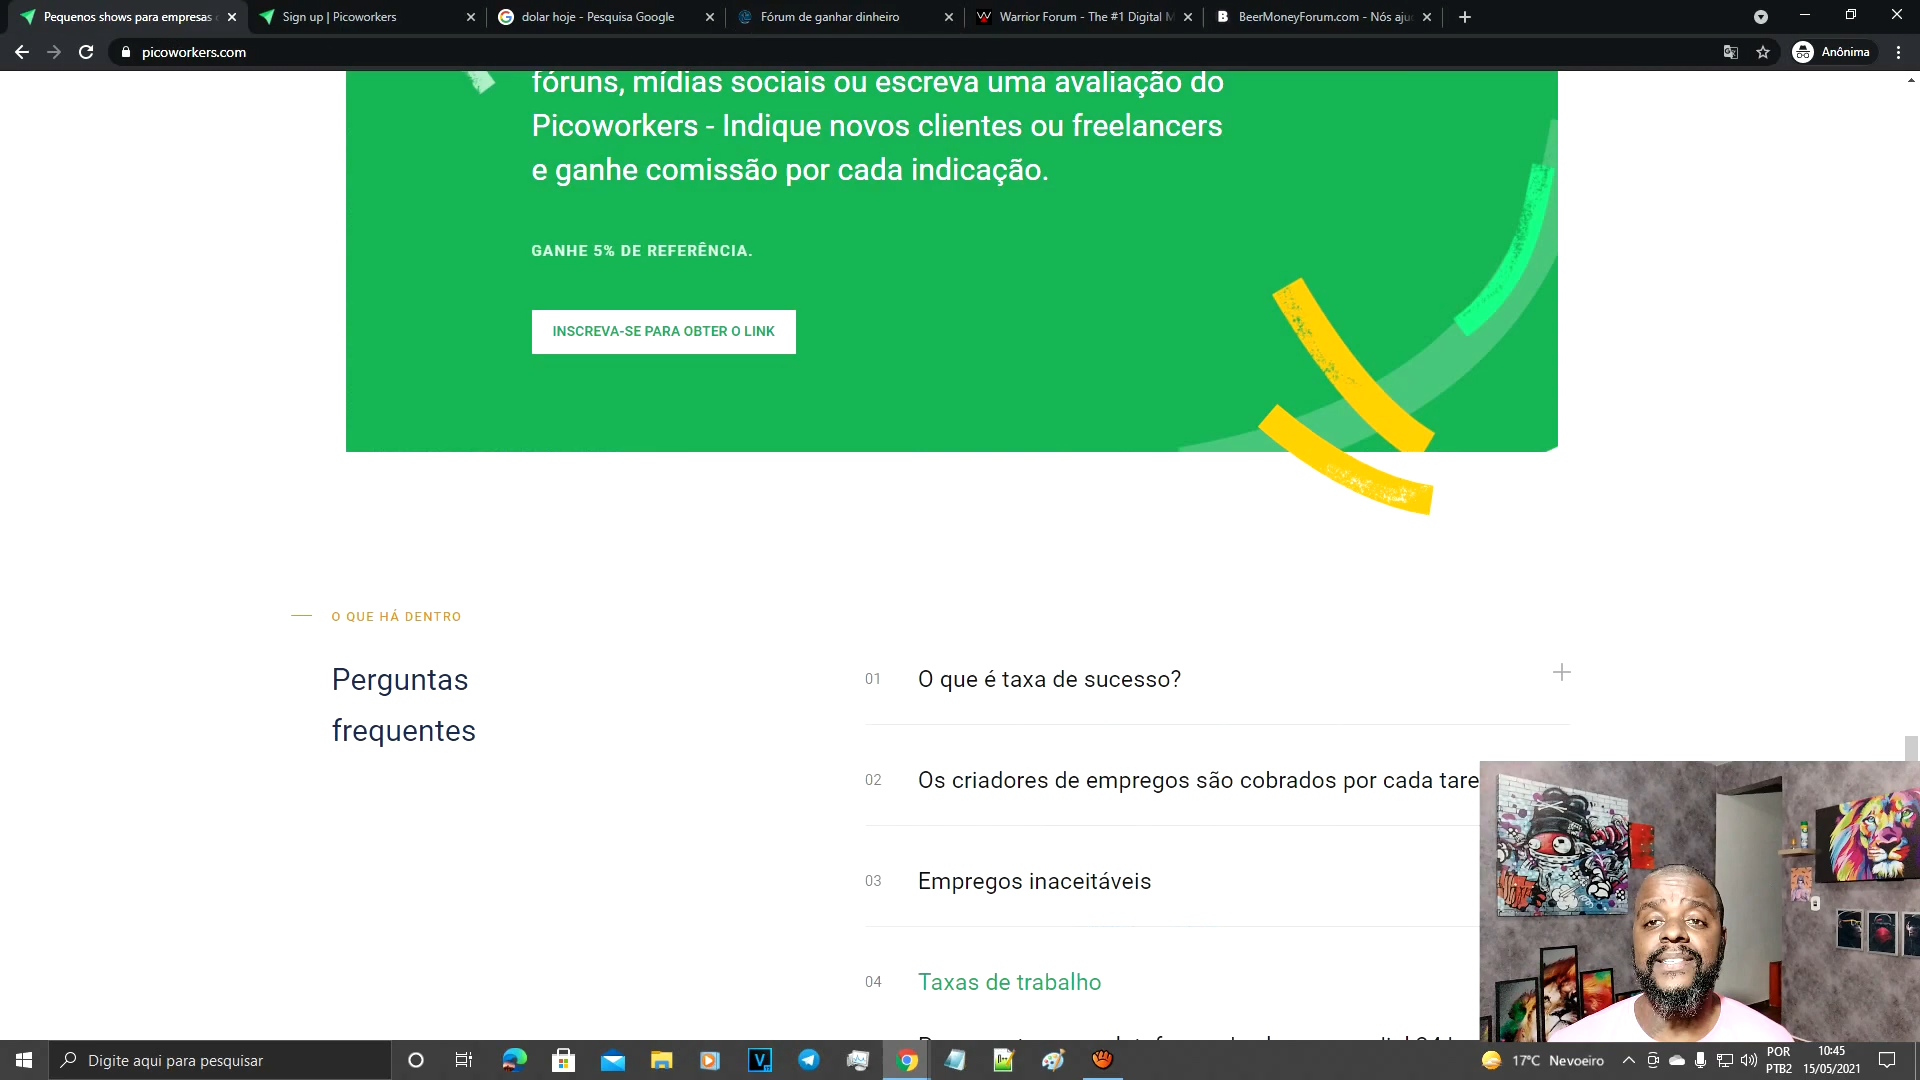 Pequenos shows para empresas
Sign up | Picoworkers
dolar hoje - Pesquisa Google
Fórum de ganhar dinheiro
Warrior Forum - The #1 Digital M
BeerMoneyForum.com - Nós aju
picoworkers.com
Anônima
fóruns, mídias sociais ou escreva uma avaliação do
Picoworkers - Indique novos clientes ou freelancers
e ganhe comissão por cada indicação.
GANHE 5% DE REFERÊNCIA.
INSCREVA-SE PARA OBTER O LINK
O QUE HÁ DENTRO
Perguntas
frequentes
01 O que é taxa de sucesso?
02 Os criadores de empregos são cobrados por cada tare
03 Empregos inaceitáveis
04 Taxas de trabalho
Digite aqui para pesquisar
17°C Nevoeiro
POR
PTB2
10:45
15/05/2021